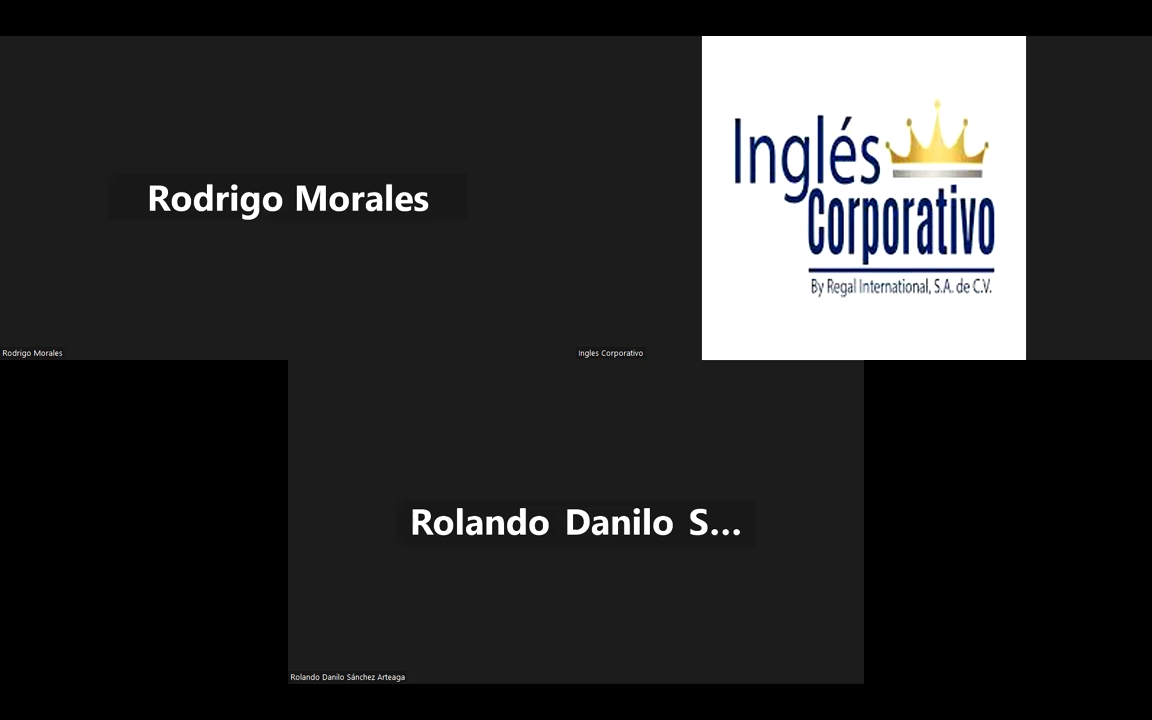 Rodrigo Morales
Rodrigo Morales
Inglés
Corporativo
By Regal International, S.A. de C.V.
Ingles Corporativo
Rolando Danilo S...
Rolando Danilo Sánchez Arteaga